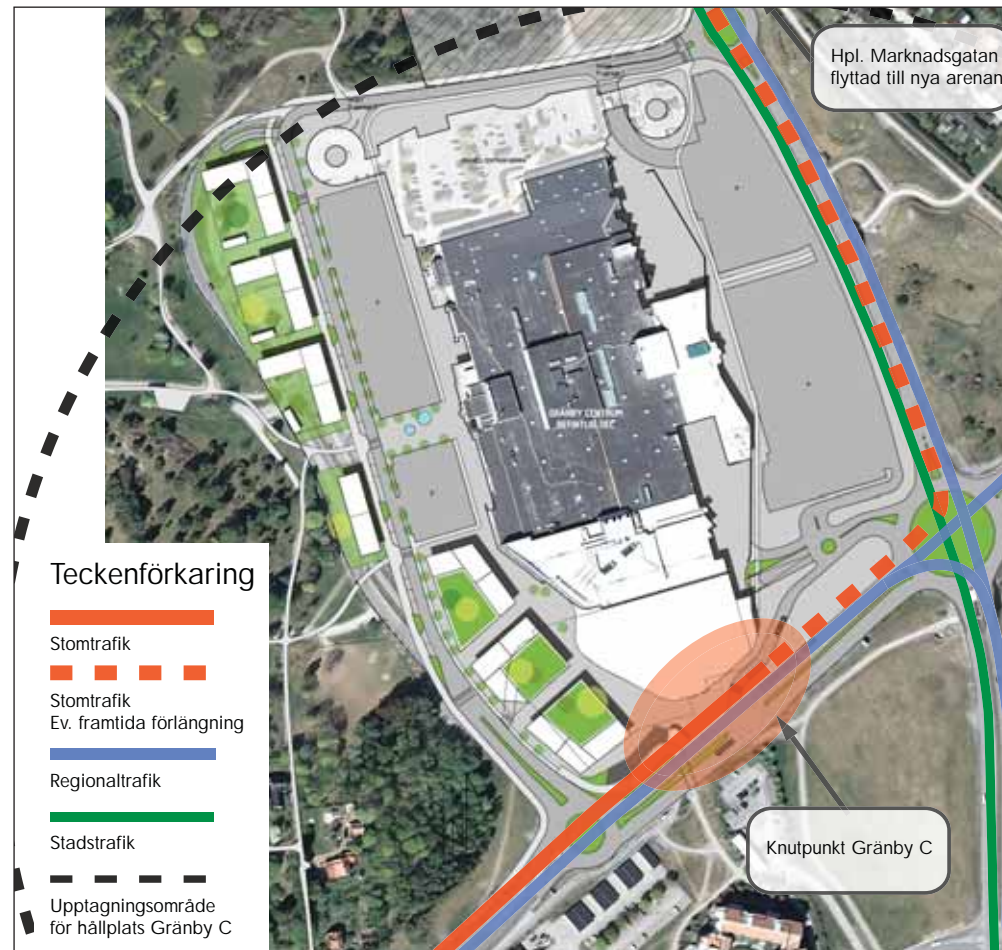 Hpl. Marknadsgatan
flyttad till nya arenan
GRÄNBY CENTRUM
Teckenförkaring
Stomtrafik
Stomtrafik
Ev. framtida förlängning
Regionaltrafik
Stadstrafik
Upptagningsområde
för hållplats Gränby C
Knutpunkt Gränby C